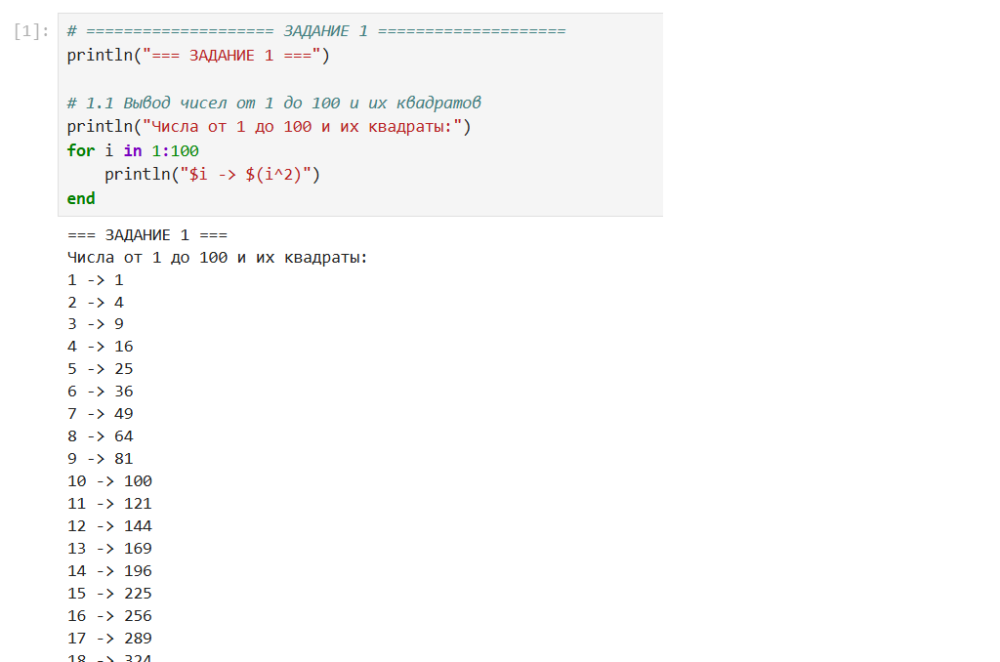 [1]:
# ==================== ЗАДАНИЕ 1 ====================
println("=== ЗАДАНИЕ 1 ===")
# 1.1 Вывод чисел от 1 до 100 и их квадратов
println("Числа от 1 до 100 и их квадраты:")
for i in 1:100
    println("$i -> $(i^2)")
end
=== ЗАДАНИЕ 1 ===
Числа от 1 до 100 и их квадраты:
1 -> 1
2 -> 4
3 -> 9
4 -> 16
5 -> 25
6 -> 36
7 -> 49
8 -> 64
9 -> 81
10 -> 100
11 -> 121
12 -> 144
13 -> 169
14 -> 196
15 -> 225
16 -> 256
17 -> 289
18 -> 324